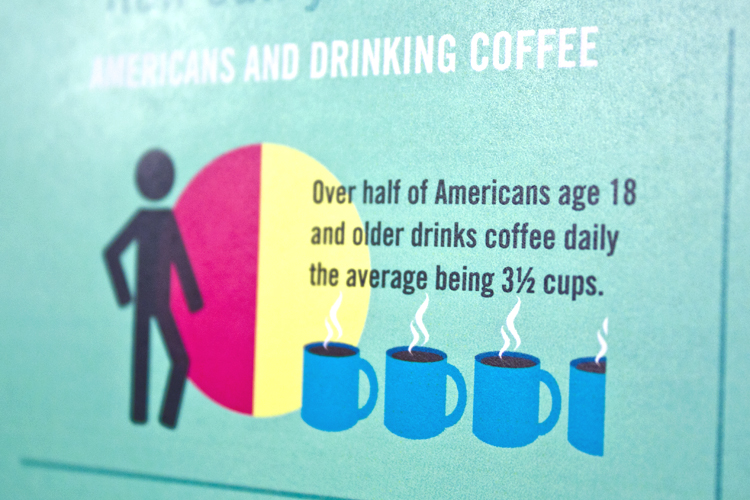 AMERICANS AND DRINKING COFFEE
Over half of Americans age 18
and older drinks coffee daily
the average being 3½ cups.